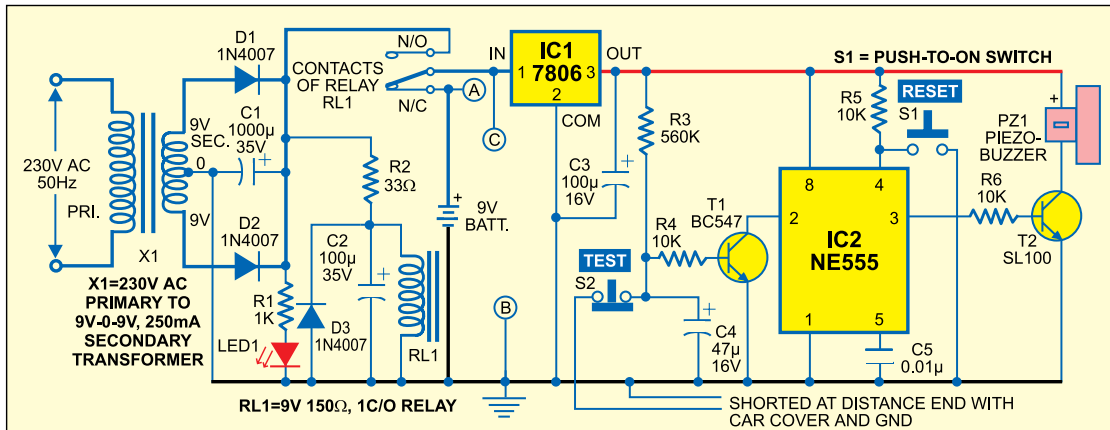 230V AC
50Hz
PRI.
X1
X1=230V AC
PRIMARY TO
9V-0-9V, 250mA
SECONDARY
TRANSFORMER
9V
SEC.
0
9V
D1
1N4007
C1
1000µ
35V
+
D2
1N4007
R1
1K
LED1
D3
1N4007
N/O
CONTACTS
OF RELAY
RL1
N/C
R2
33Ω
C2
100µ
35V
+
RL1
RL1=9V 150Ω, 1C/O RELAY
A
C
B
+
9V
BATT.
IN
IC1
7806
OUT
1
3
2
COM
C3
100µ
16V
+
R3
560K
R4
10K
TEST
S2
T1
BC547
C4
47µ
16V
+
S1 = PUSH-TO-ON SWITCH
R5
10K
RESET
S1
8
4
2
3
IC2
NE555
1
5
C5
0.01µ
R6
10K
+
PZ1
PIEZO-
BUZZER
T2
SL100
SHORTED AT DISTANCE END WITH
CAR COVER AND GND